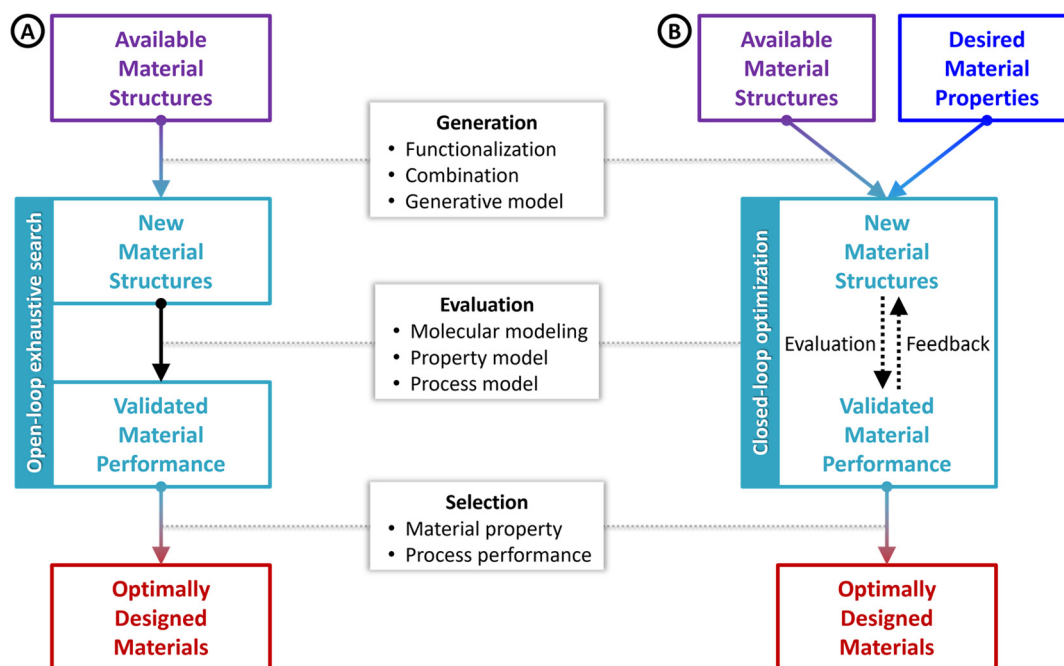 A
Available
Material
Structures
Open-loop exhaustive search
New
Material
Structures
Validated
Material
Performance
Optimally
Designed
Materials
Generation
• Functionalization
• Combination
• Generative model
Evaluation
• Molecular modeling
• Property model
• Process model
Selection
• Material property
• Process performance
B
Available
Material
Structures
Desired
Material
Properties
Closed-loop optimization
New
Material
Structures
Evaluation
Feedback
Validated
Material
Performance
Optimally
Designed
Materials